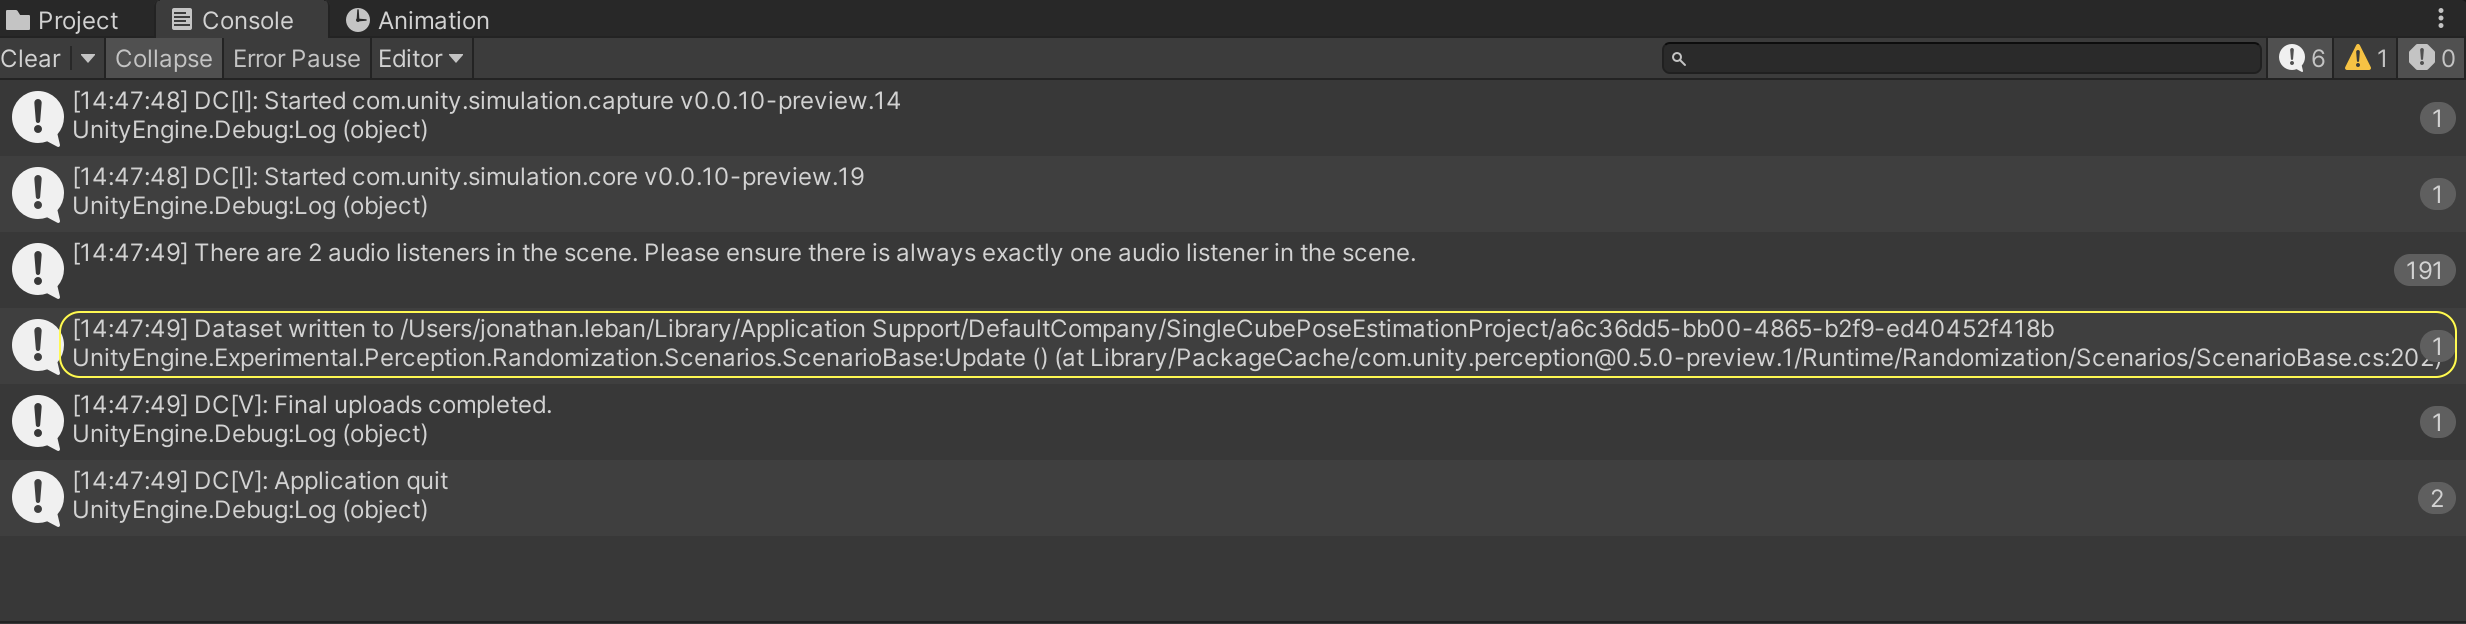 Project Console Animation
Clear Collapse Error Pause Editor 6 1 0
[14:47:48] DC[I]: Started com.unity.simulation.capture v0.0.10-preview.14
UnityEngine.Debug:Log (object)
1
[14:47:48] DC[I]: Started com.unity.simulation.core v0.0.10-preview.19
UnityEngine.Debug:Log (object)
1
[14:47:49] There are 2 audio listeners in the scene. Please ensure there is always exactly one audio listener in the scene.
191
[14:47:49] Dataset written to /Users/jonathan.leban/Library/Application Support/DefaultCompany/SingleCubePoseEstimationProject/a6c36dd5-bb00-4865-b2f9-ed40452f418b
UnityEngine.Experimental.Perception.Randomization.Scenarios.ScenarioBase:Update () (at Library/PackageCache/com.unity.perception@0.5.0-preview.1/Runtime/Randomization/Scenarios/ScenarioBase.cs:202)
1
[14:47:49] DC[V]: Final uploads completed.
UnityEngine.Debug:Log (object)
1
[14:47:49] DC[V]: Application quit
UnityEngine.Debug:Log (object)
2